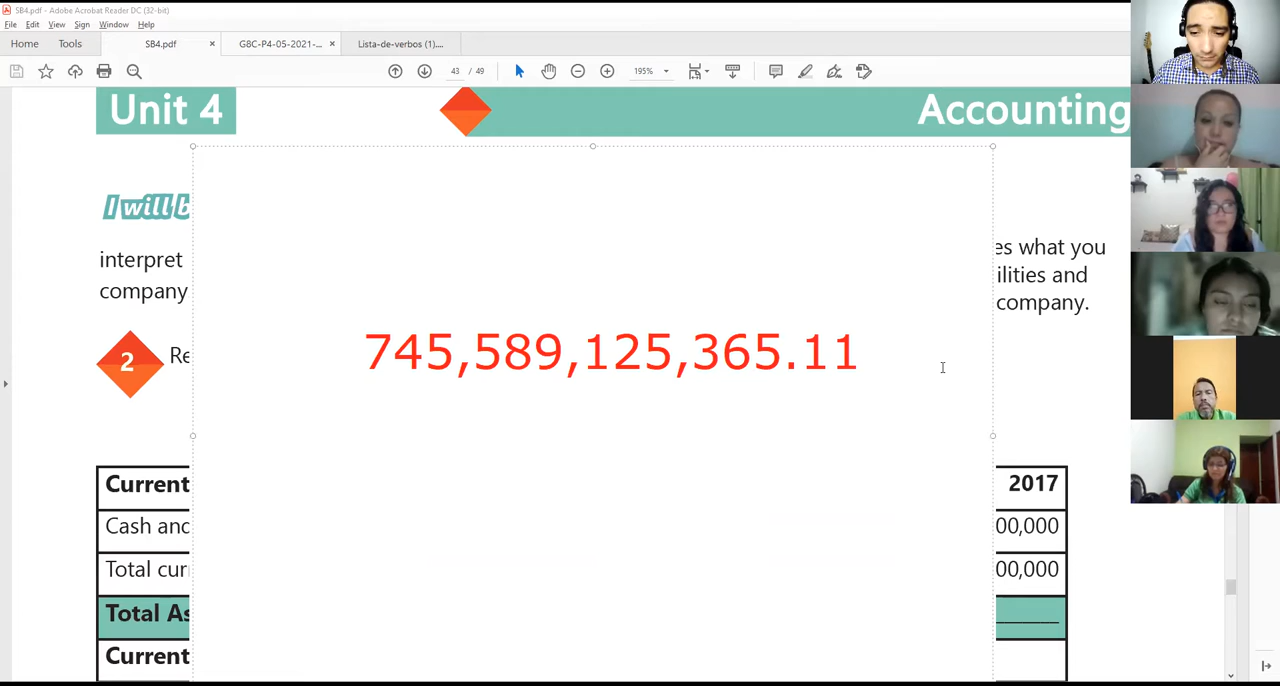 SB4.pdf - Adobe Acrobat Reader DC (32-bit)
File Edit View Sign Window Help
Home Tools SB4.pdf × G8C-P4-05-2021-... × Lista-de-verbos (1)....
43 / 49 195%
Unit 4 Accounting
I will b
interpret es what you
company ilities and
company.
2 Re
745,589,125,365.11
Current 2017
Cash and 00,000
Total cur 00,000
Total As
Current